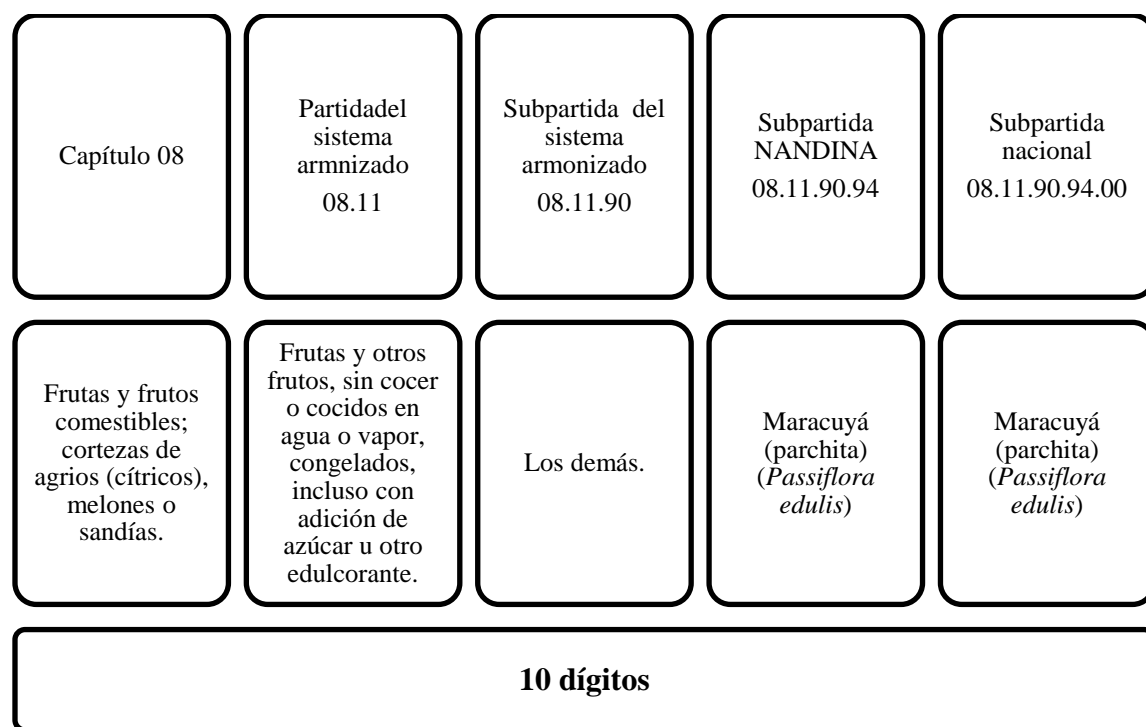 Capítulo 08
Partidadel
sistema
armnizado
08.11
Subpartida del
sistema
armonizado
08.11.90
Subpartida
NANDINA
08.11.90.94
Subpartida
nacional
08.11.90.94.00
Frutas y frutos
comestibles;
cortezas de
agrios (cítricos),
melones o
sandías.
Frutas y otros
frutos, sin cocer
o cocidos en
agua o vapor,
congelados,
incluso con
adición de
azúcar u otro
edulcorante.
Los demás.
Maracuyá
(parchita)
(Passiflora
edulis)
Maracuyá
(parchita)
(Passiflora
edulis)
10 dígitos